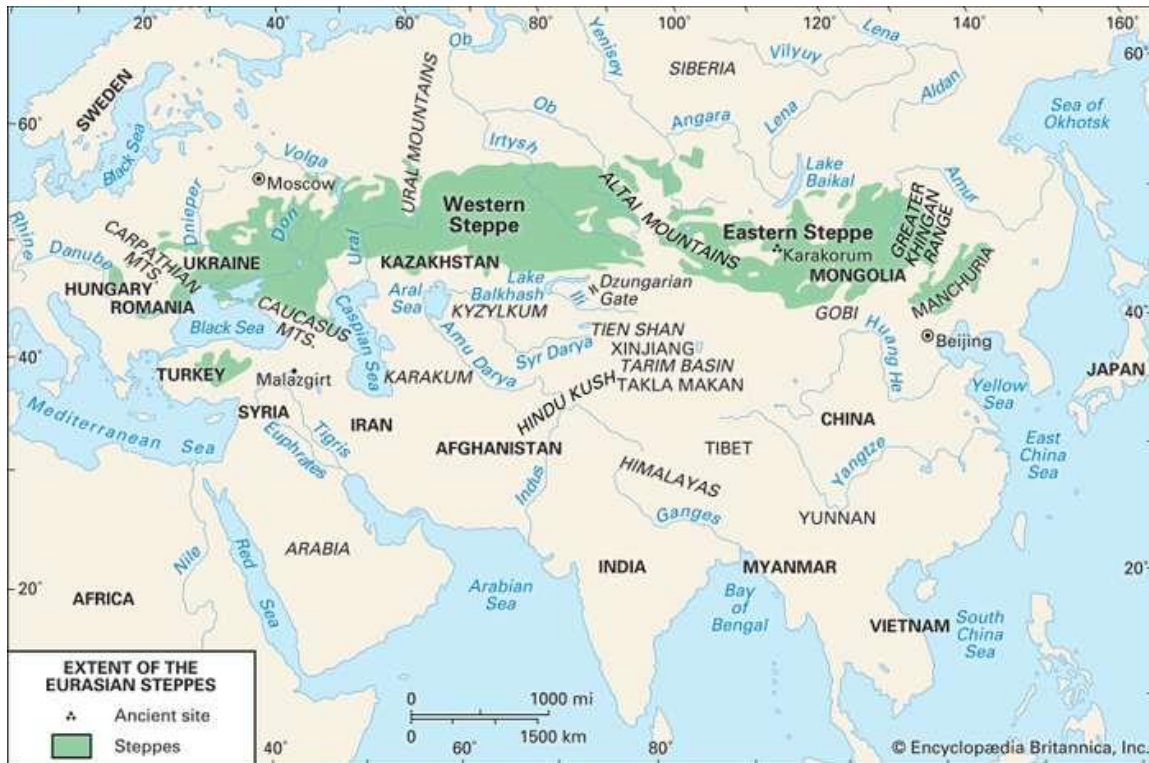 20
40
60
80
100
120
140
160
60
Ob
Yenisey
Vilyuy
Lena
SIBERIA
Aldan
Sea of
Okhotsk
SWEDEN
60°
Black Sea
Volga
Moscow
URAL MOUNTAINS
Ob
Irtysh
Angara
Lena
Lake
Baikal
Amur
Rhine
Dnieper
Don
Western
Steppe
ALTAI MOUNTAINS
Eastern Steppe
Karakorum
GREATER
KHINGAN
RANGE
Danube
CARPATHIAN
MTS.
UKRAINE
Ural
KAZAKHSTAN
MONGOLIA
MANCHURIA
HUNGARY
ROMANIA
Aral
Sea
Lake
Balkhash
Ili
Dzungarian
Gate
GOBI
40°
CAUCASUS
MTS.
Black Sea
Caspian Sea
KYZYLKUM
TIEN SHAN
Huang He
Beijing
40°
TURKEY
Malazgirt
KARAKUM
Amu Darya
Syr Darya
XINJIANG
TARIM BASIN
TAKLA MAKAN
JAPAN
Yellow
Sea
Mediterranean Sea
SYRIA
Euphrates
Tigris
IRAN
HINDU KUSH
AFGHANISTAN
CHINA
TIBET
East
China
Sea
Indus
HIMALAYAS
Yangtze
Ganges
YUNNAN
Nile
Red
Sea
ARABIA
20°
AFRICA
Arabian
Sea
INDIA
MYANMAR
20°
Bay
of
Bengal
VIETNAM
South
China
Sea
EXTENT OF THE
EURASIAN STEPPES
Ancient site
Steppes
0 1000 mi
0 1500 km
40°
60°
80°
© Encyclopædia Britannica, Inc.